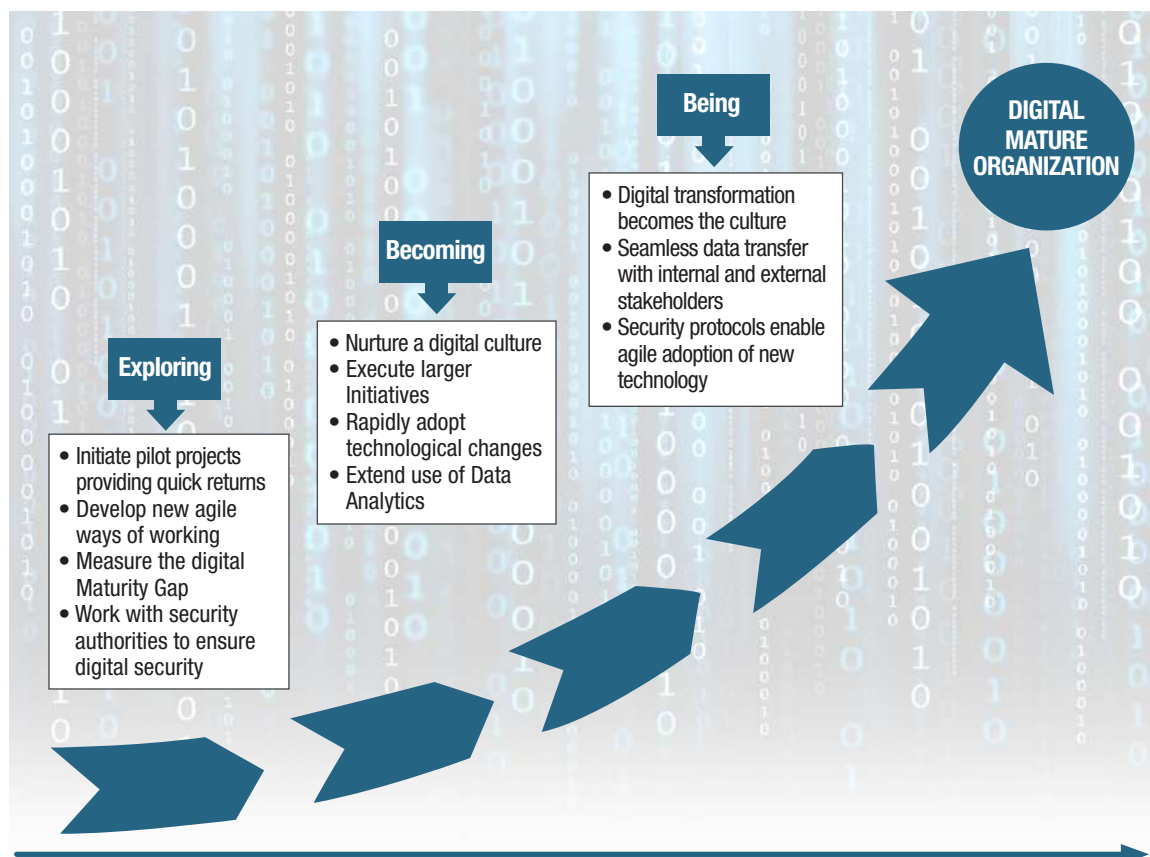 Exploring
• Initiate pilot projects
providing quick returns
• Develop new agile
ways of working
• Measure the digital
Maturity Gap
• Work with security
authorities to ensure
digital security
Becoming
• Nurture a digital culture
• Execute larger
Initiatives
• Rapidly adopt
technological changes
• Extend use of Data
Analytics
Being
• Digital transformation
becomes the culture
• Seamless data transfer
with internal and external
stakeholders
• Security protocols enable
agile adoption of new
technology
DIGITAL
MATURE
ORGANIZATION